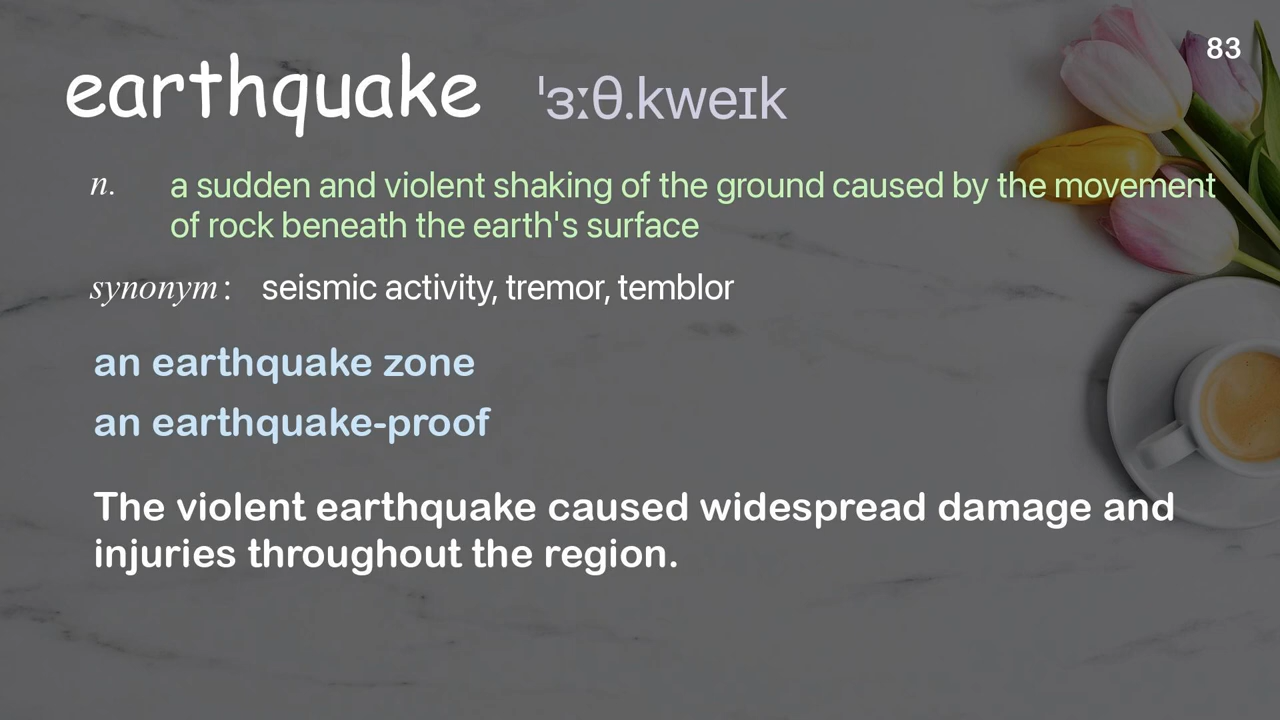 83
earthquake ˈɜːθ.kweɪk
n. a sudden and violent shaking of the ground caused by the movement
of rock beneath the earth's surface
synonym: seismic activity, tremor, temblor
an earthquake zone
an earthquake-proof
The violent earthquake caused widespread damage and
injuries throughout the region.